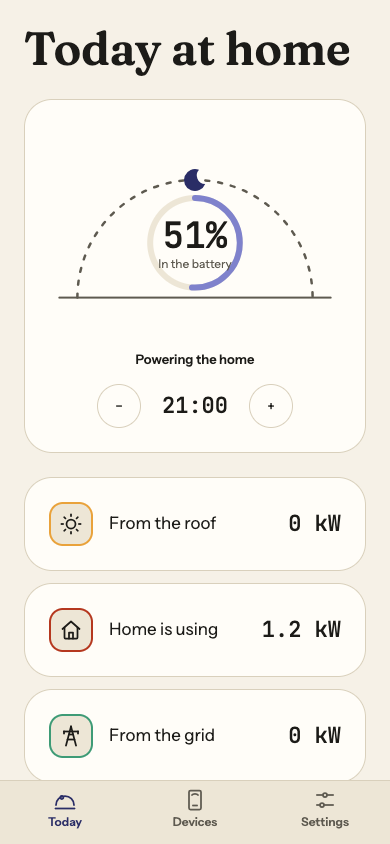 Today at home
51%
In the battery
Powering the home
− 21:00 +
From the roof 0 kW
Home is using 1.2 kW
From the grid 0 kW
Today Devices Settings